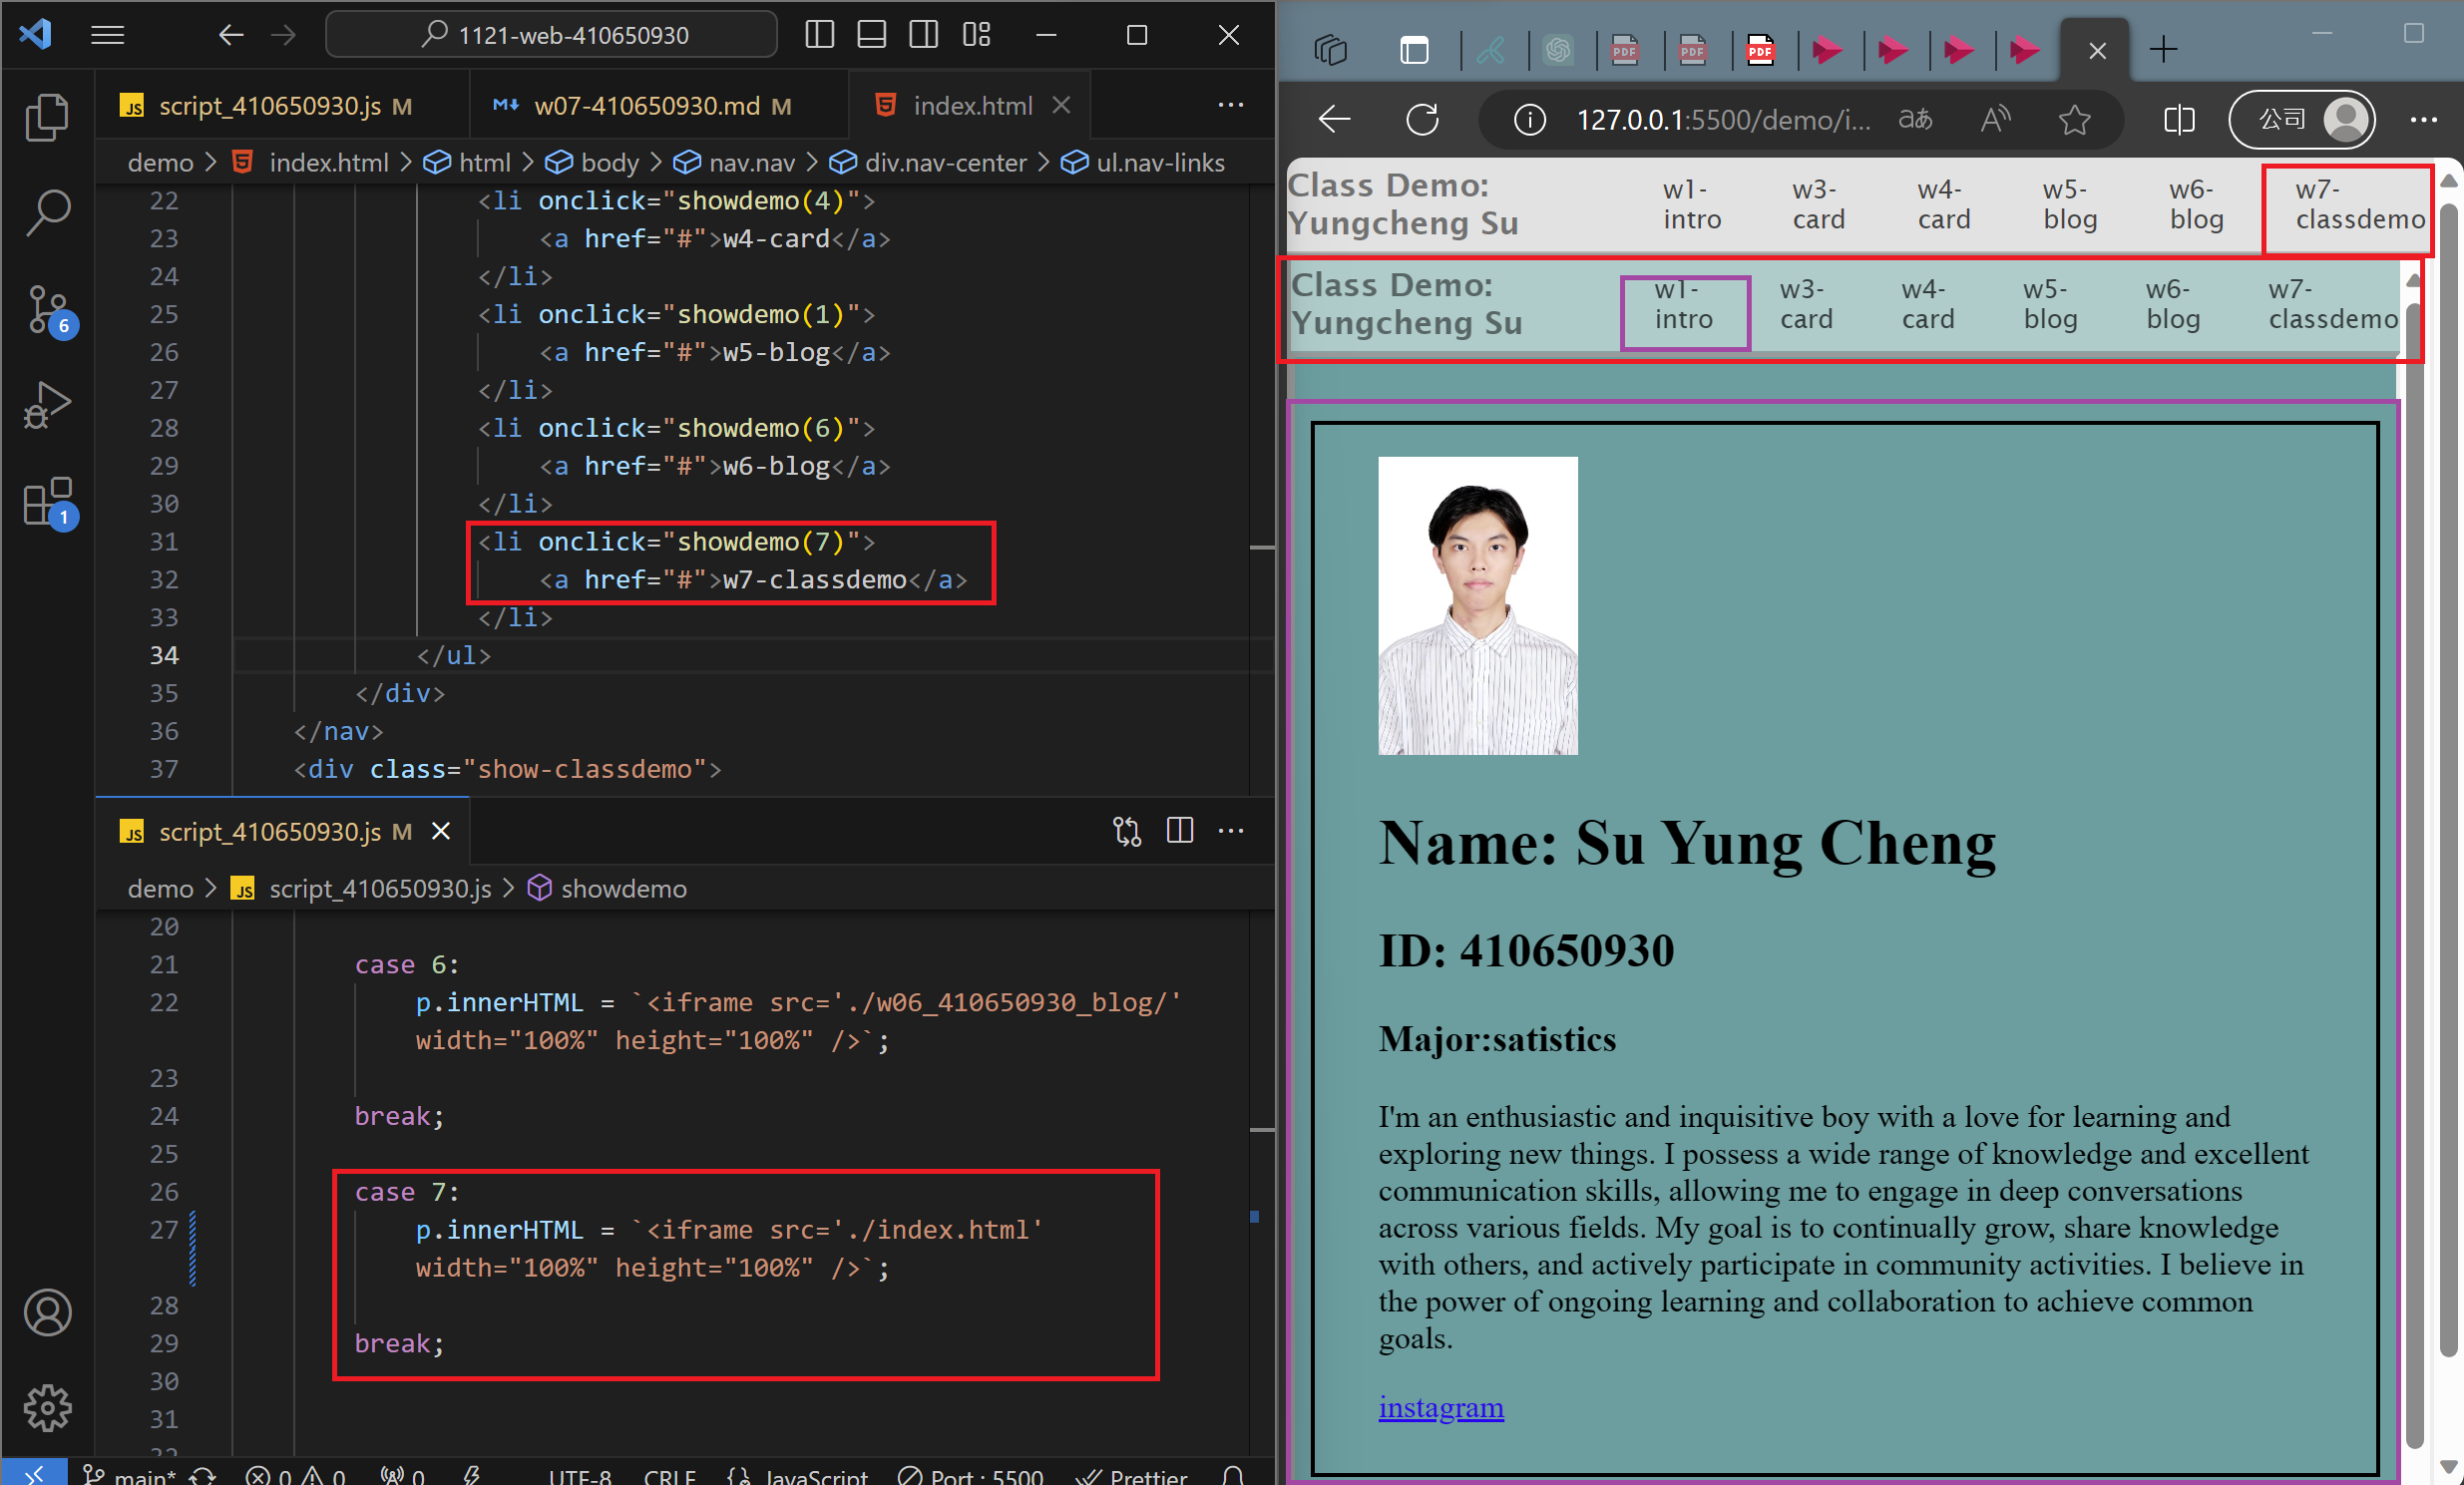 1121-web-410650930
JS script_410650930.js M
w07-410650930.md M
index.html
demo > index.html > html > body > nav.nav > div.nav-center > ul.nav-links
22 <li onclick="showdemo(4)">
23 <a href="#">w4-card</a>
24 </li>
25 <li onclick="showdemo(1)">
26 <a href="#">w5-blog</a>
27 </li>
28 <li onclick="showdemo(6)">
29 <a href="#">w6-blog</a>
30 </li>
31 <li onclick="showdemo(7)">
32 <a href="#">w7-classdemo</a>
33 </li>
34 </ul>
35 </div>
36 </nav>
37 <div class="show-classdemo">
6
1
JS script_410650930.js M
demo > JS script_410650930.js > showdemo
20
21 case 6:
22 p.innerHTML = `<iframe src='./w06_410650930_blog/'
width="100%" height="100%" />`;
23
24 break;
25
26 case 7:
27 p.innerHTML = `<iframe src='./index.html'
width="100%" height="100%" />`;
28
29 break;
30
31
32
main* 0 0 0 UTF-8 CRLF {} JavaScript Port : 5500 Prettier
PDF PDF PDF
127.0.0.1:5500/demo/i... aあ A 公司
Class Demo:
Yungcheng Su
w1-
intro
w3-
card
w4-
card
w5-
blog
w6-
blog
w7-
classdemo
Class Demo:
Yungcheng Su
w1-
intro
w3-
card
w4-
card
w5-
blog
w6-
blog
w7-
classdemo
Name: Su Yung Cheng
ID: 410650930
Major:satistics
I'm an enthusiastic and inquisitive boy with a love for learning and
exploring new things. I possess a wide range of knowledge and excellent
communication skills, allowing me to engage in deep conversations
across various fields. My goal is to continually grow, share knowledge
with others, and actively participate in community activities. I believe in
the power of ongoing learning and collaboration to achieve common
goals.
instagram